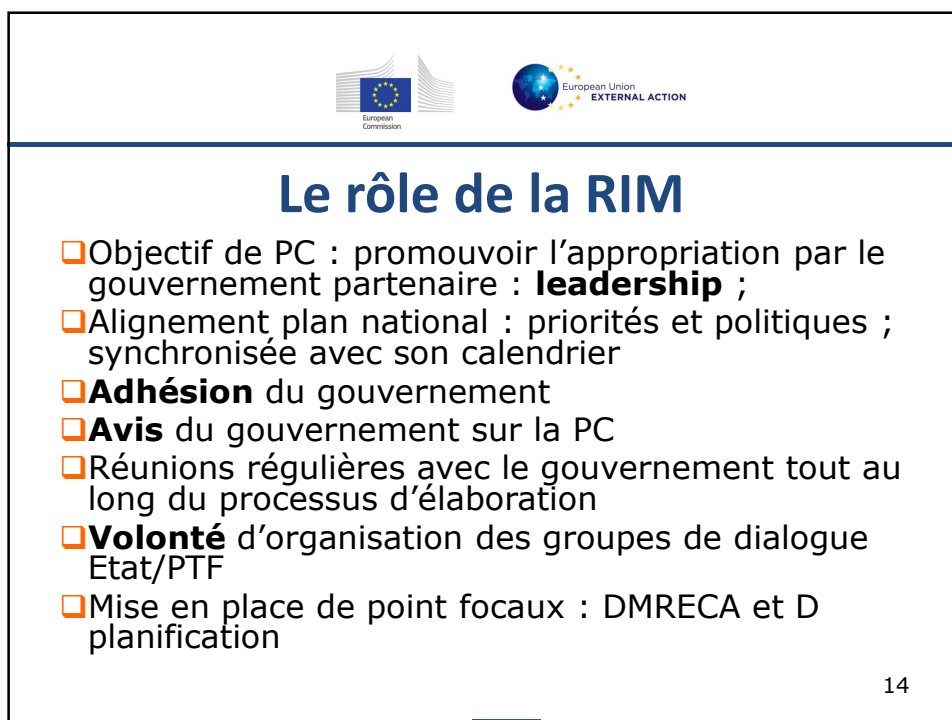 European
Commission
European Union
EXTERNAL ACTION
Le rôle de la RIM
Objectif de PC : promouvoir l’appropriation par le
gouvernement partenaire : leadership ;
Alignement plan national : priorités et politiques ;
synchronisée avec son calendrier
Adhésion du gouvernement
Avis du gouvernement sur la PC
Réunions régulières avec le gouvernement tout au
long du processus d’élaboration
Volonté d’organisation des groupes de dialogue
Etat/PTF
Mise en place de point focaux : DMRECA et D
planification
14